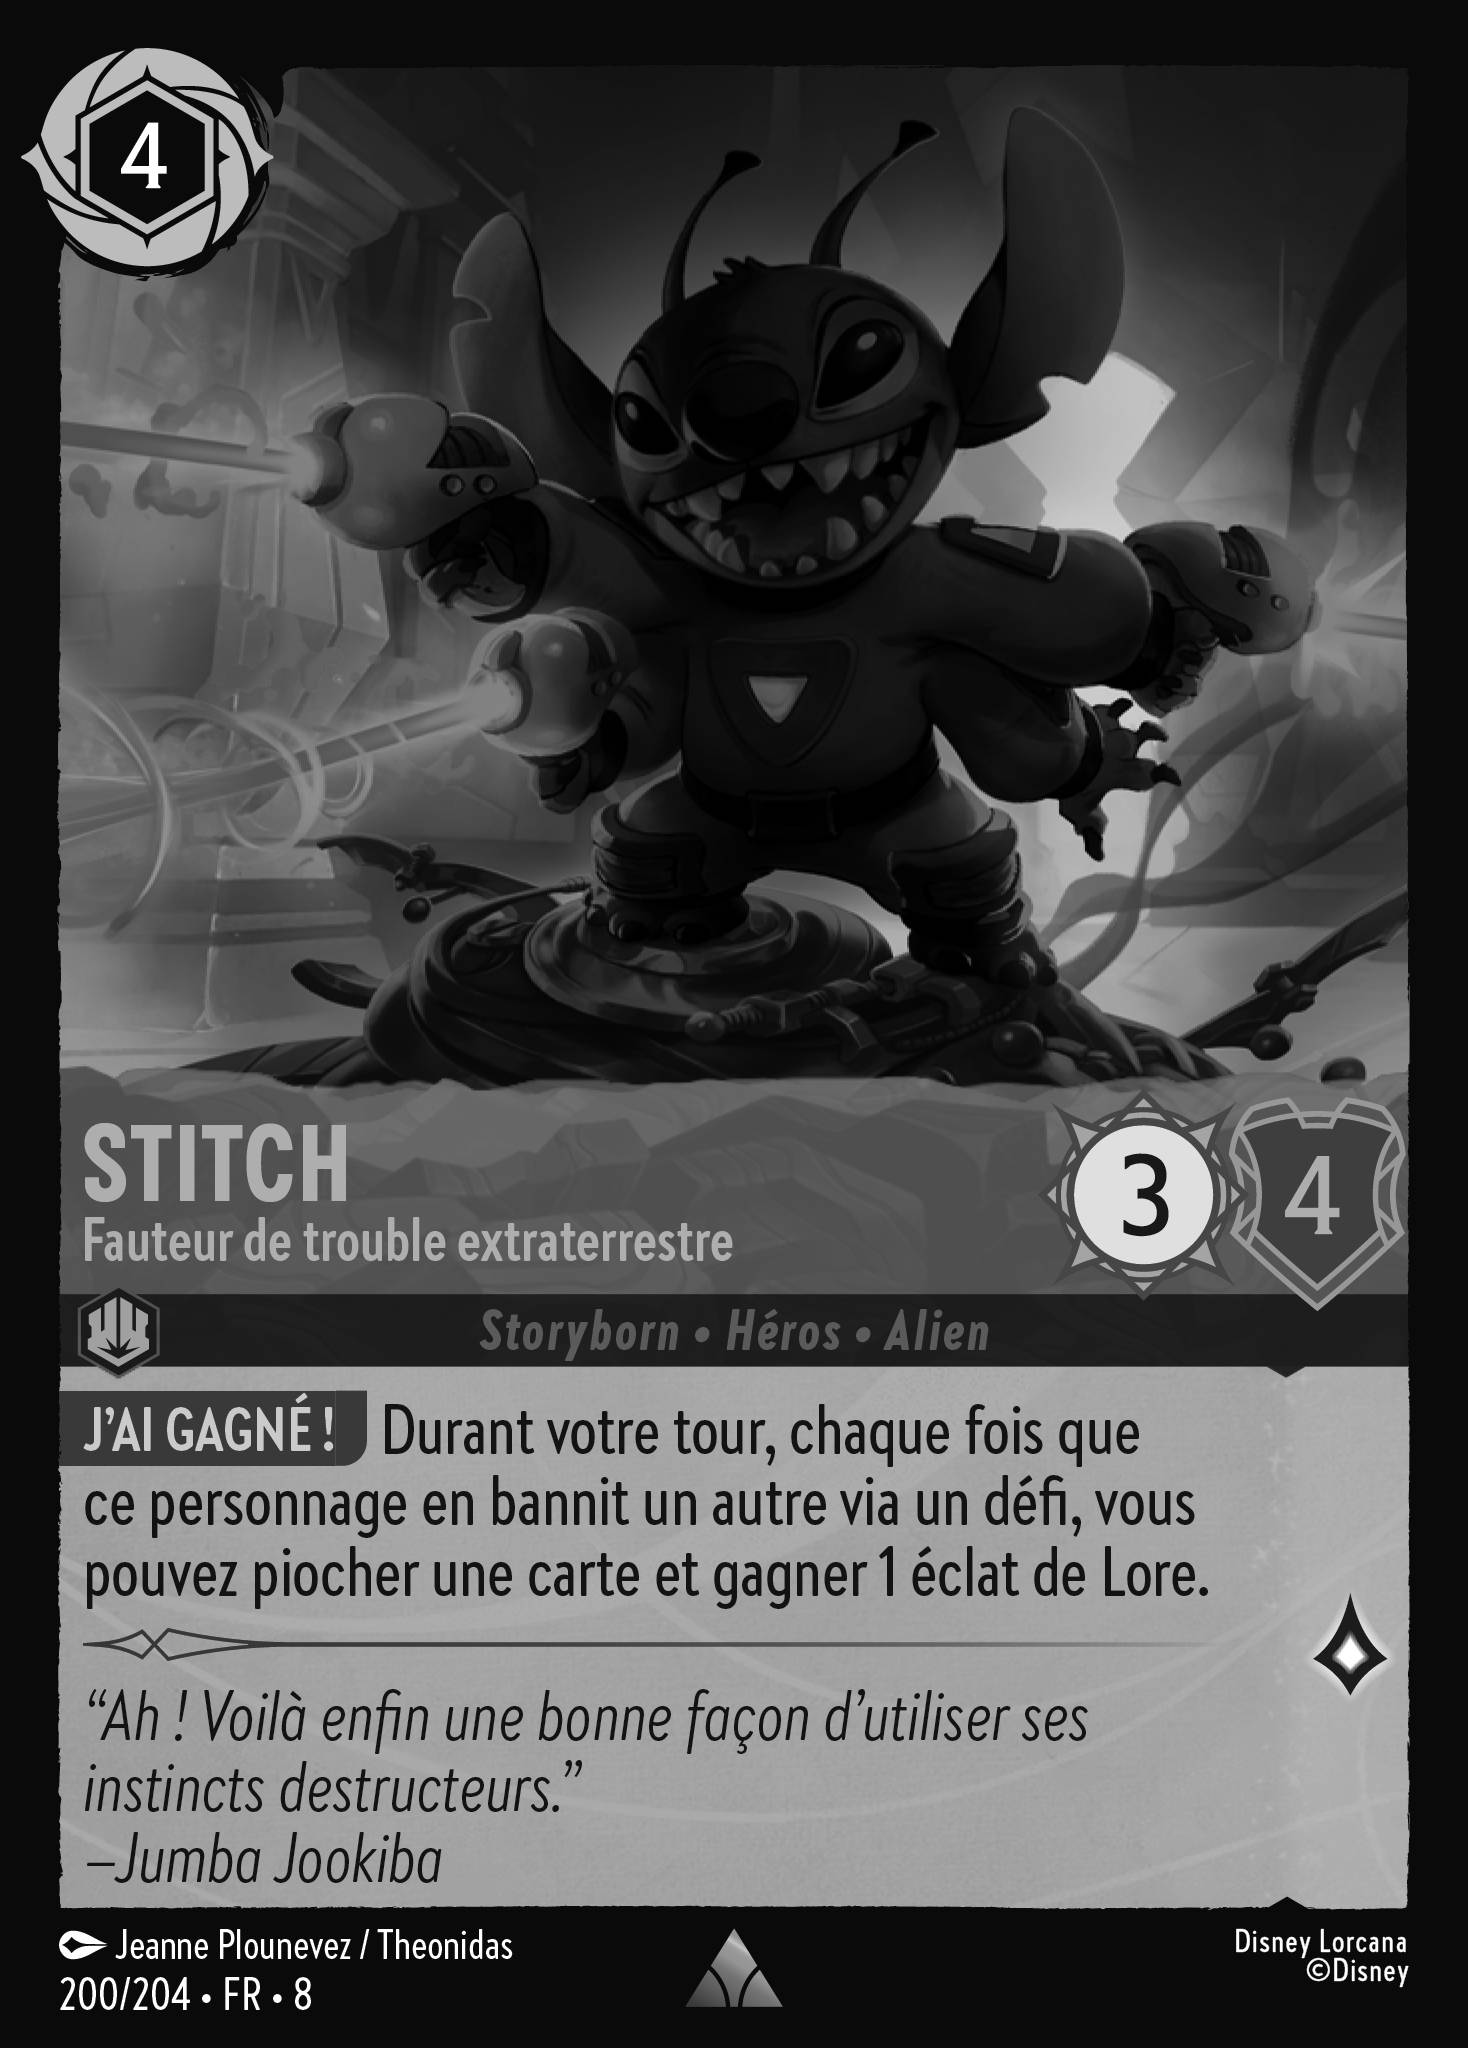 4
STITCH
Fauteur de trouble extraterrestre
3
4
Storyborn • Héros • Alien
J’AI GAGNÉ ! Durant votre tour, chaque fois que
ce personnage en bannit un autre via un défi, vous
pouvez piocher une carte et gagner 1 éclat de Lore.
“Ah ! Voilà enfin une bonne façon d’utiliser ses
instincts destructeurs.”
–Jumba Jookiba
Jeanne Plounevez / Theonidas
Disney Lorcana
200/204 • FR • 8
©Disney